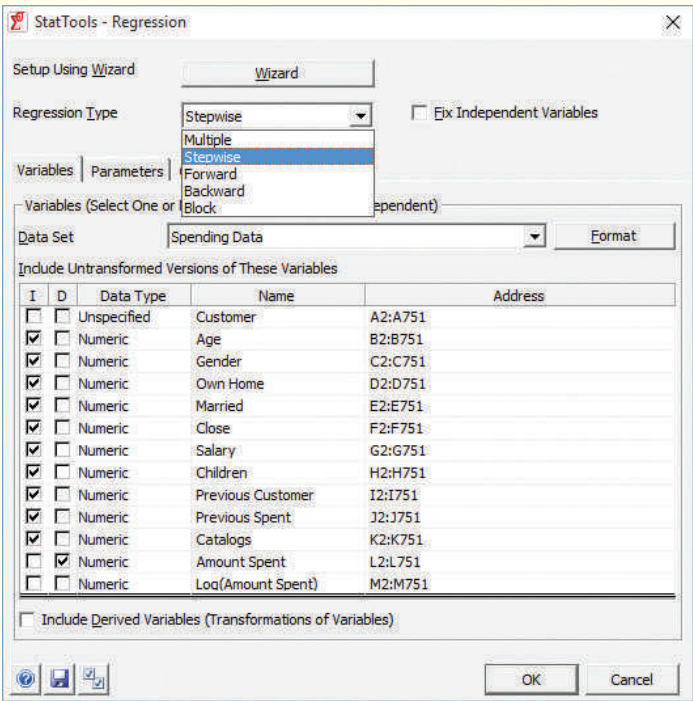 StatTools - Regression
Setup Using Wizard
Wizard
Regression Type
Stepwise
Fix Independent Variables
Multiple
Stepwise
Forward
Backward
Block
Variables
Parameters
Variables (Select One or
ependent)
Data Set
Spending Data
Format
Include Untransformed Versions of These Variables
I D Data Type Name Address
Unspecified Customer A2:A751
Numeric Age B2:B751
Numeric Gender C2:C751
Numeric Own Home D2:D751
Numeric Married E2:E751
Numeric Close F2:F751
Numeric Salary G2:G751
Numeric Children H2:H751
Numeric Previous Customer I2:I751
Numeric Previous Spent J2:J751
Numeric Catalogs K2:K751
Numeric Amount Spent L2:L751
Numeric Log(Amount Spent) M2:M751
Include Derived Variables (Transformations of Variables)
OK
Cancel